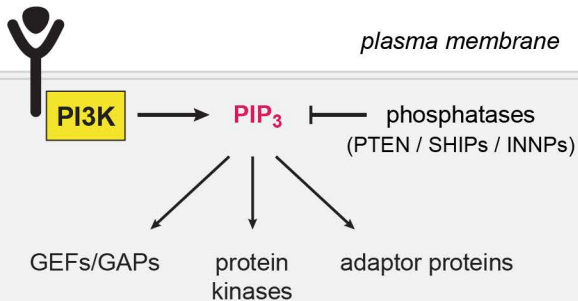 plasma membrane
PI3K
PIP₃
phosphatases
(PTEN / SHIPs / INNPs)
GEFs/GAPs
protein
kinases
adaptor proteins